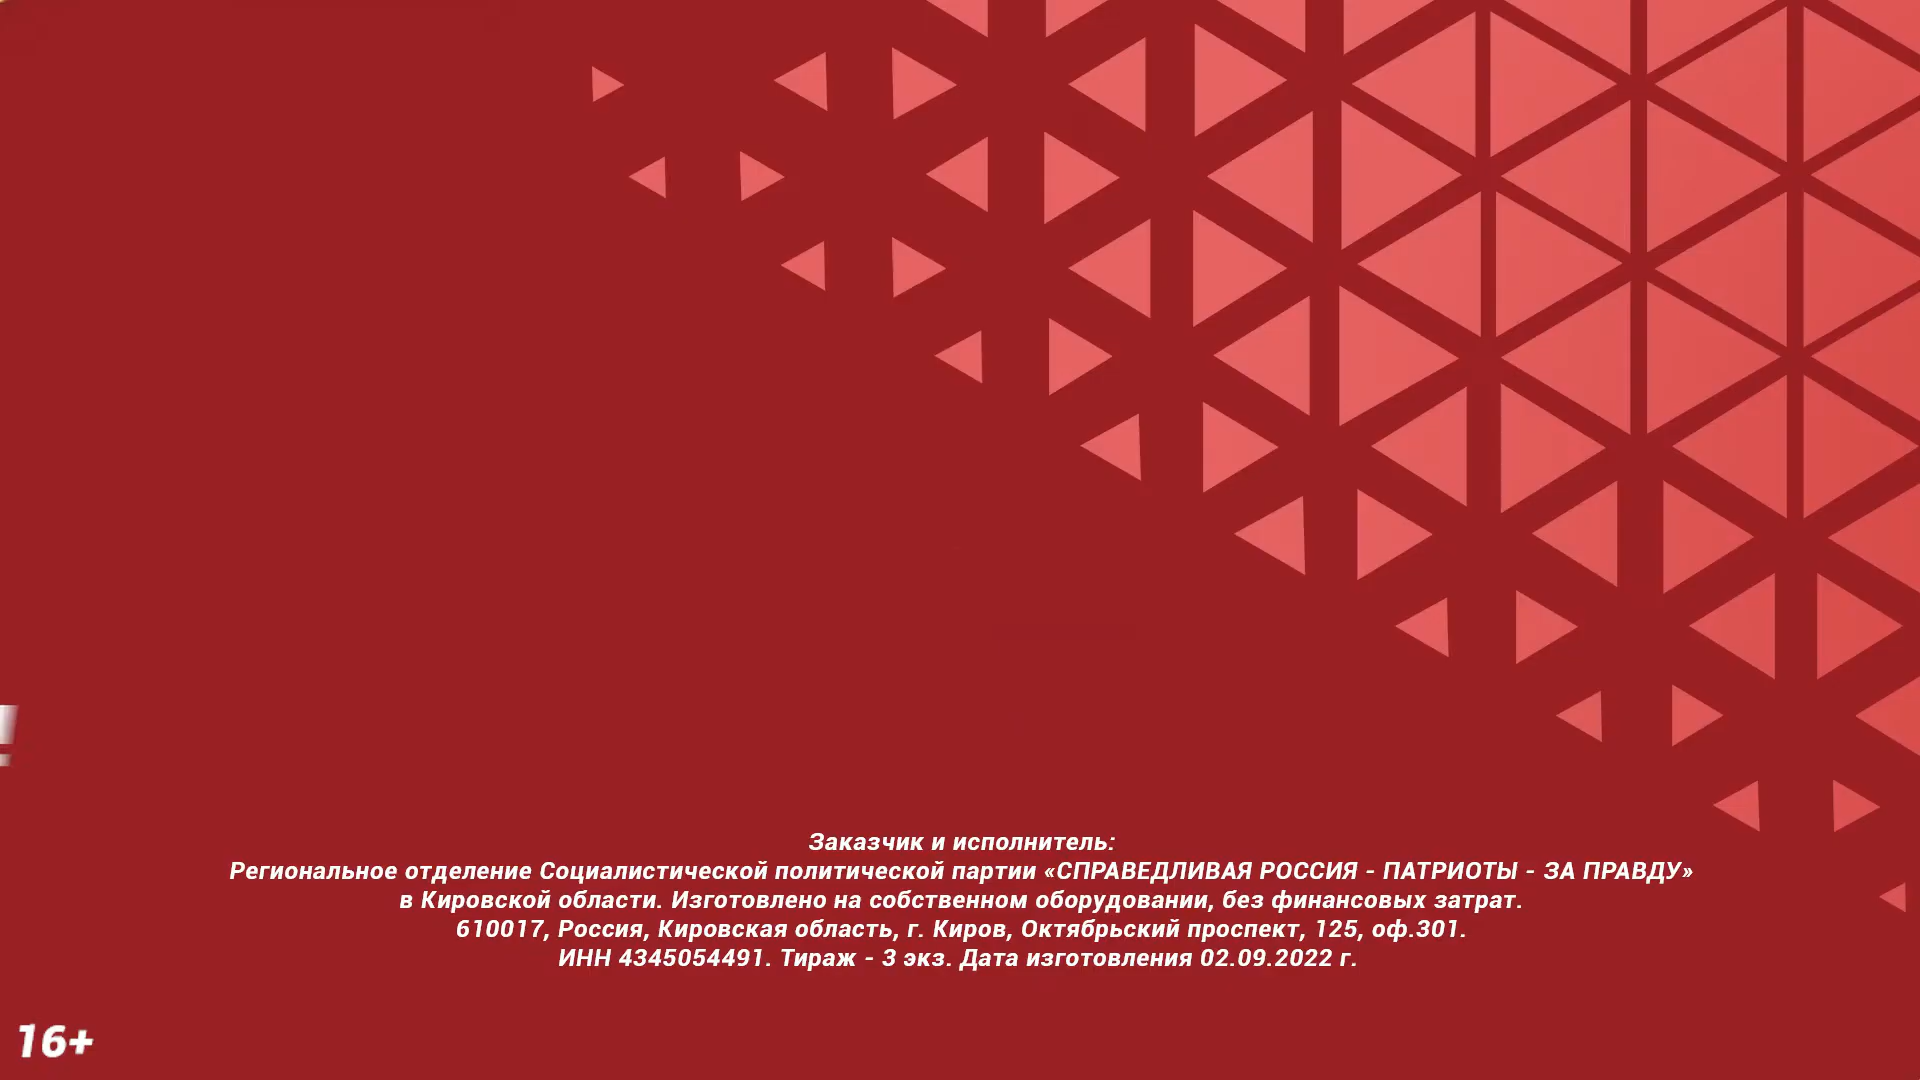 !
Заказчик и исполнитель:
Региональное отделение Социалистической политической партии «СПРАВЕДЛИВАЯ РОССИЯ - ПАТРИОТЫ - ЗА ПРАВДУ»
в Кировской области. Изготовлено на собственном оборудовании, без финансовых затрат.
610017, Россия, Кировская область, г. Киров, Октябрьский проспект, 125, оф.301.
ИНН 4345054491. Тираж - 3 экз. Дата изготовления 02.09.2022 г.
16+